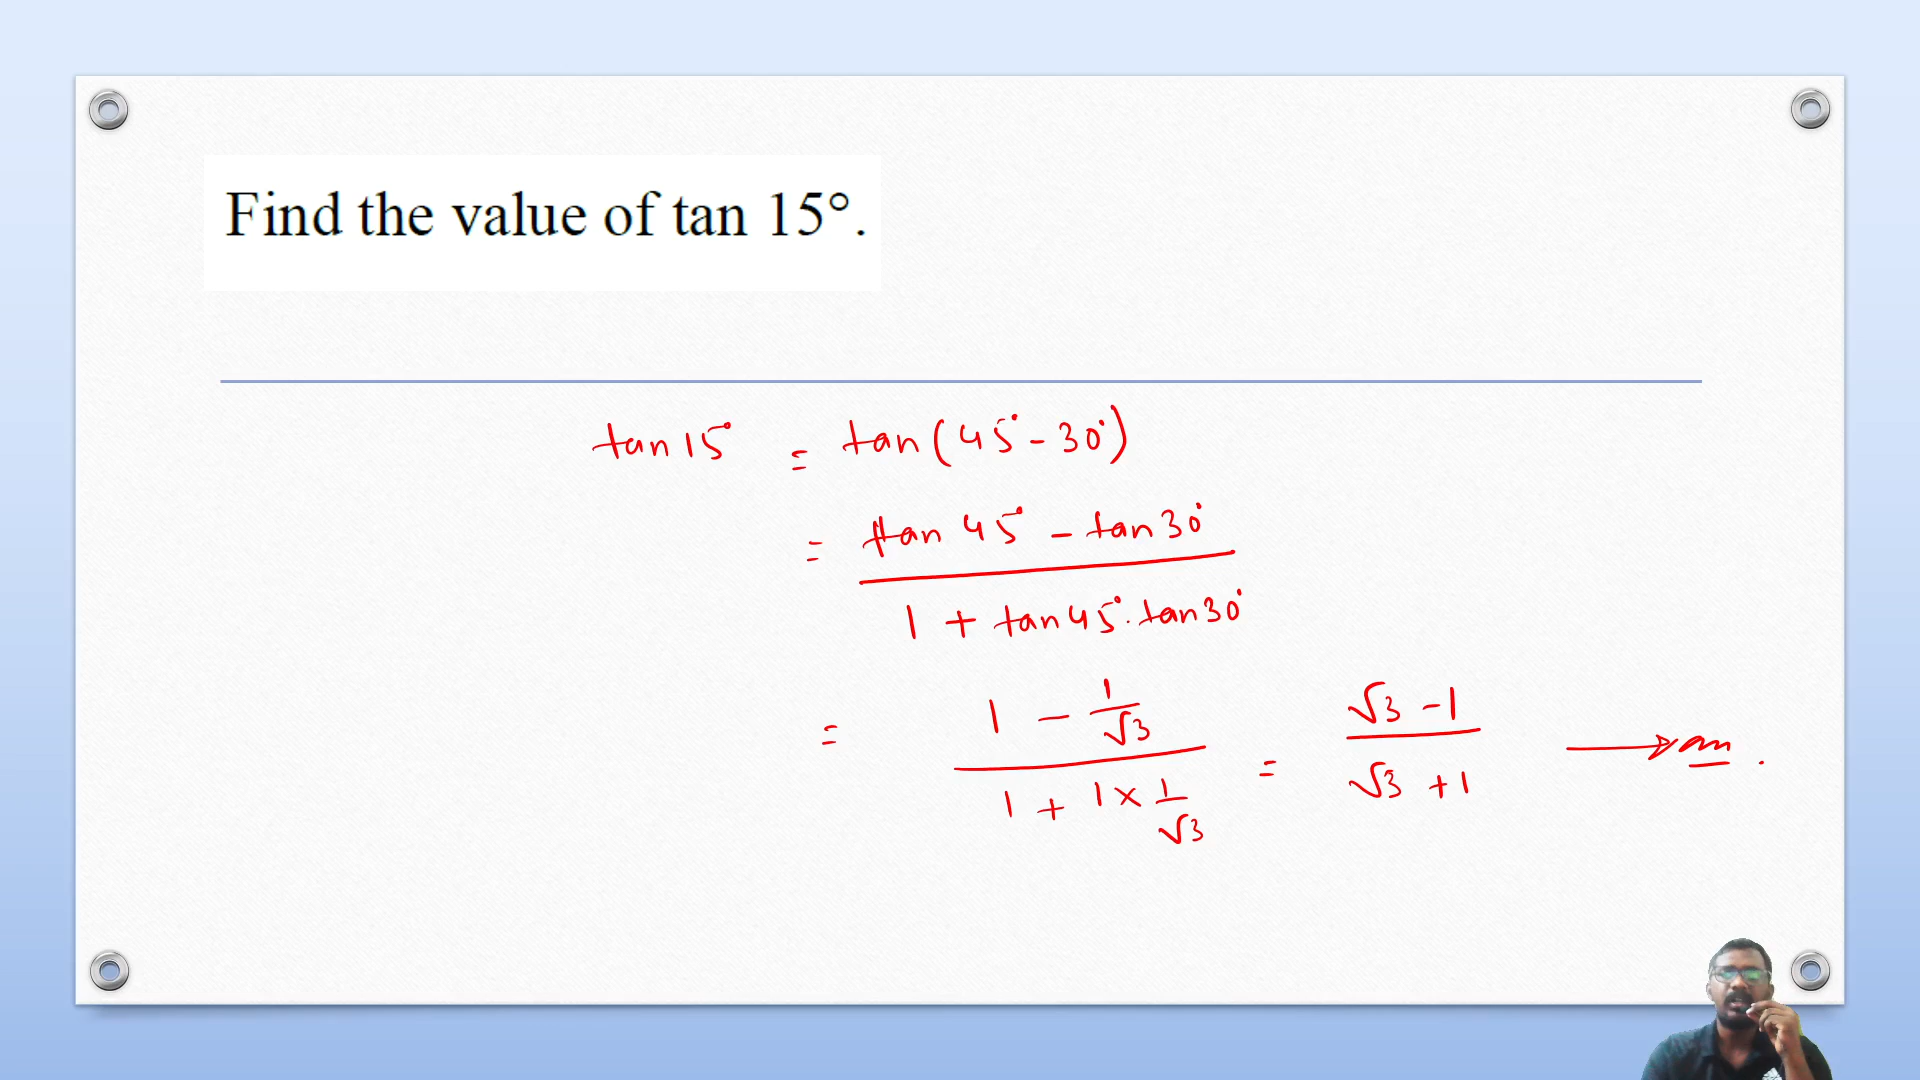 Find the value of tan 15°.
tan 15° = tan (45° - 30°)
= tan 45° - tan 30°
1 + tan 45° . tan 30°
= 1 - 1/√3 = √3 - 1
1 + 1 × 1/√3 √3 + 1